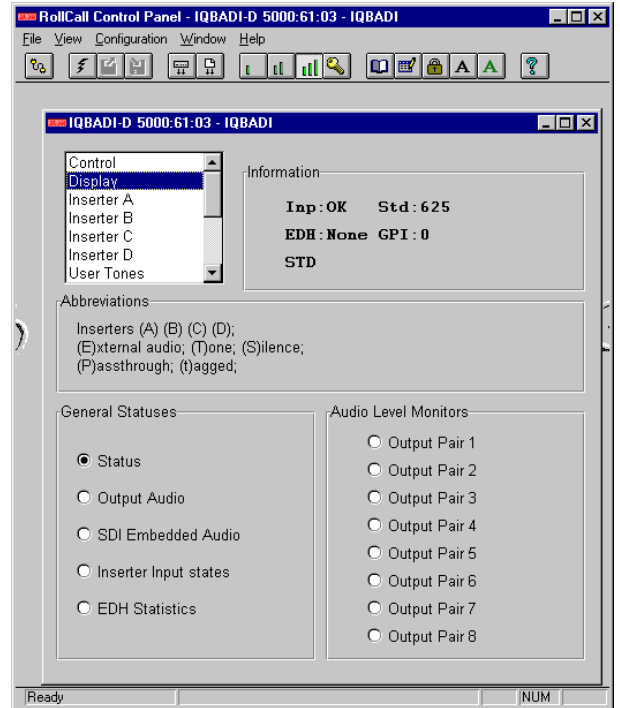 RollCall Control Panel - IQBADI-D 5000:61:03 - IQBADI
File View Configuration Window Help
A A
IQBADI-D 5000:61:03 - IQBADI
Control
Display
Inserter A
Inserter B
Inserter C
Inserter D
User Tones
Information
Inp:OK Std:625
EDH:None GPI:0
STD
Abbreviations
Inserters (A) (B) (C) (D);
(E)xternal audio; (T)one; (S)ilence;
(P)assthrough; (t)agged;
General Statuses
Status
Output Audio
SDI Embedded Audio
Inserter Input states
EDH Statistics
Audio Level Monitors
Output Pair 1
Output Pair 2
Output Pair 3
Output Pair 4
Output Pair 5
Output Pair 6
Output Pair 7
Output Pair 8
Ready NUM